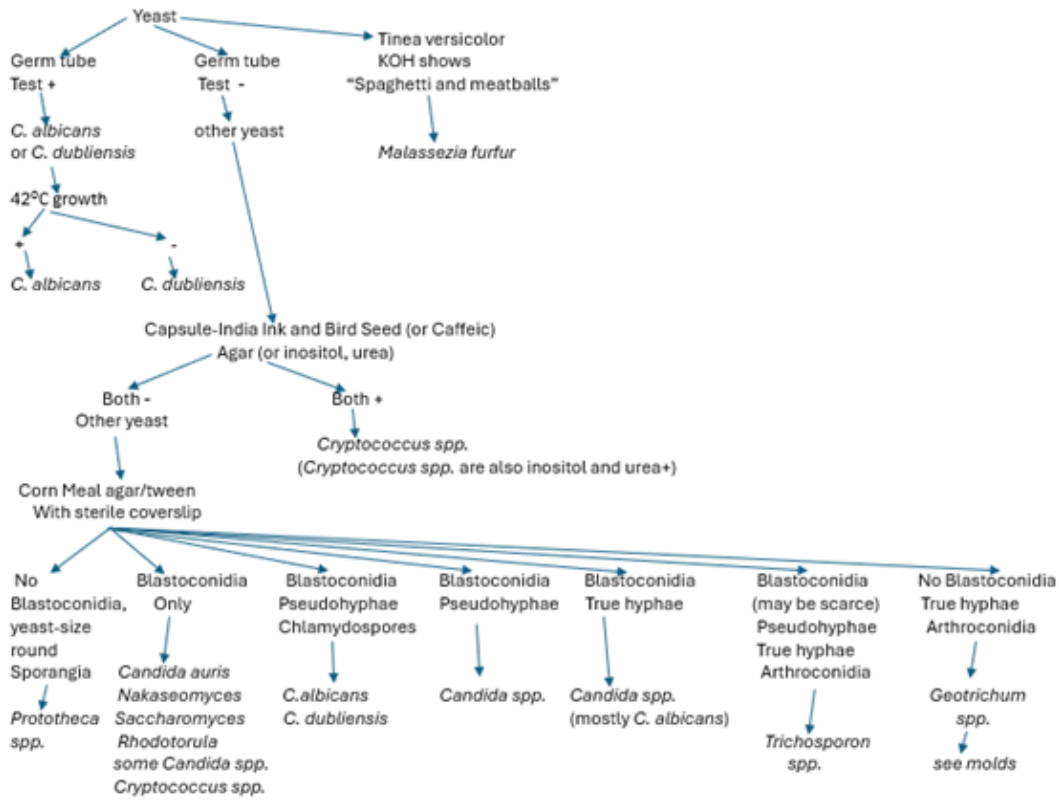 Yeast
Germ tube
Test +
Germ tube
Test -
Tinea versicolor
KOH shows
“Spaghetti and meatballs”
C. albicans
or C. dubliensis
other yeast
Malassezia furfur
42°C growth
+
-
C. albicans
C. dubliensis
Capsule-India Ink and Bird Seed (or Caffeic)
Agar (or inositol, urea)
Both -
Other yeast
Both +
Cryptococcus spp.
(Cryptococcus spp. are also inositol and urea+)
Corn Meal agar/tween
With sterile coverslip
No
Blastoconidia,
yeast-size
round
Sporangia
Prototheca
spp.
Blastoconidia
Only
Candida auris
Nakaseomyces
Saccharomyces
Rhodotorula
some Candida spp.
Cryptococcus spp.
Blastoconidia
Pseudohyphae
Chlamydospores
C.albicans
C. dubliensis
Blastoconidia
Pseudohyphae
Candida spp.
Blastoconidia
True hyphae
Candida spp.
(mostly C. albicans)
Blastoconidia
(may be scarce)
Pseudohyphae
True hyphae
Arthroconidia
Trichosporon
spp.
No Blastoconidia
True hyphae
Arthroconidia
Geotrichum
spp.
see molds